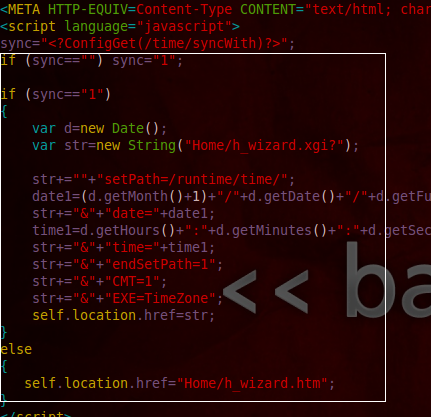 <META HTTP-EQUIV=Content-Type CONTENT="text/html; char
<script language="javascript">
sync="<?ConfigGet(/time/syncWith)?>";
if (sync=="") sync="1";
if (sync=="1")
{
var d=new Date();
var str=new String("Home/h_wizard.xgi?");
str+=""+"setPath=/runtime/time/";
date1=(d.getMonth()+1)+"/"+d.getDate()+"/"+d.getFu
str+="&"+"date="+date1;
time1=d.getHours()+":"+d.getMinutes()+":"+d.getSec
str+="&"+"time="+time1;
str+="&"+"endSetPath=1";
str+="&"+"CMT=1";
str+="&"+"EXE=TimeZone";
self.location.href=str;
}
else
{
self.location.href="Home/h_wizard.htm";
}
</script>
<< ba